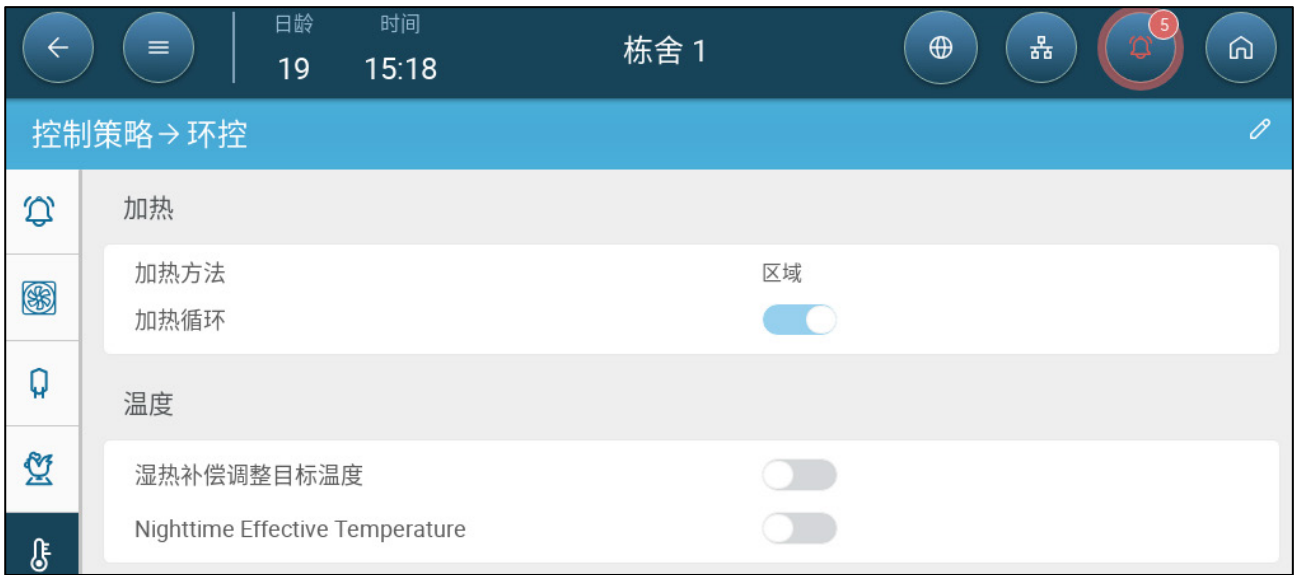 日龄 时间 5
19 15:18 栋舍 1
控制策略→环控
加热
加热方法 区域
加热循环
温度
湿热补偿调整目标温度
Nighttime Effective Temperature